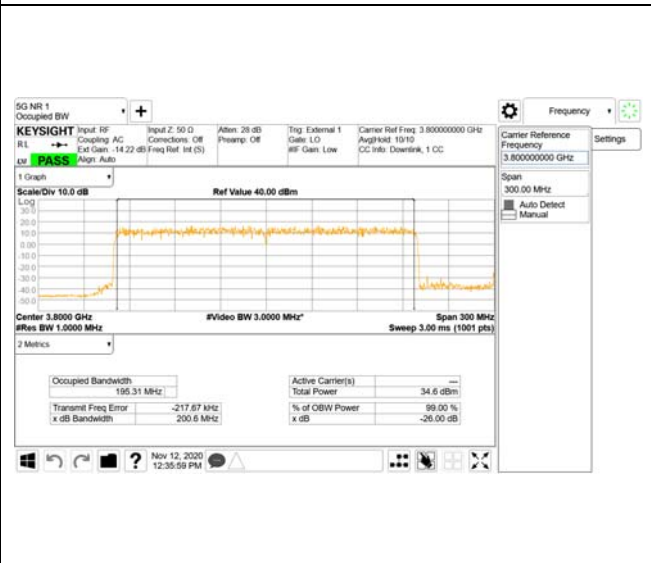 5G NR 1
Occupied BW
Frequency
KEYSIGHT
Input: RF
Input Z: 50 Ω
Atten: 28 dB
Trig: External 1
Carrier Ref Freq: 3.800000000 GHz
R L
Coupling: AC
Corrections: Off
Preamp: Off
Gate: LO
Avg|Hold: 10/10
Ext Gain: -14.22 dB
Freq Ref: Int (S)
#IF Gain: Low
CC Info: Downlink, 1 CC
PASS
Align: Auto
Carrier Reference
Frequency
3.800000000 GHz
Settings
Span
300.00 MHz
Auto Detect
Manual
1 Graph
Scale/Div 10.0 dB
Ref Value 40.00 dBm
Log
30.0
20.0
10.0
0.00
-10.0
-20.0
-30.0
-40.0
-50.0
Center 3.8000 GHz
#Video BW 3.0000 MHz*
Span 300 MHz
#Res BW 1.0000 MHz
Sweep 3.00 ms (1001 pts)
2 Metrics
Occupied Bandwidth
195.31 MHz
Active Carrier(s)
---
Total Power
34.6 dBm
Transmit Freq Error
-217.67 kHz
% of OBW Power
99.00 %
x dB Bandwidth
200.6 MHz
x dB
-26.00 dB
?
Nov 12, 2020
12:35:59 PM